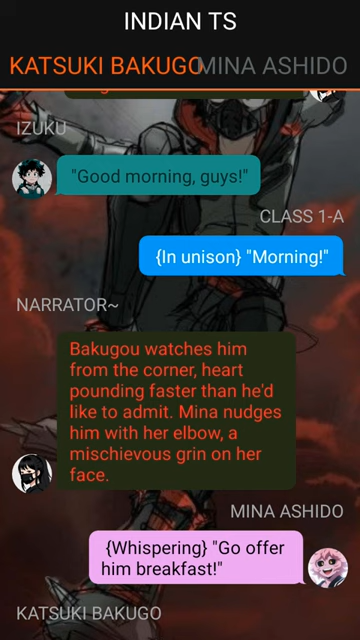 INDIAN TS
KATSUKI BAKUGO MINA ASHIDO
IZUKU
"Good morning, guys!"
CLASS 1-A
{In unison} "Morning!"
NARRATOR~
Bakugou watches him
from the corner, heart
pounding faster than he'd
like to admit. Mina nudges
him with her elbow, a
mischievous grin on her
face.
MINA ASHIDO
{Whispering} "Go offer
him breakfast!"
KATSUKI BAKUGO